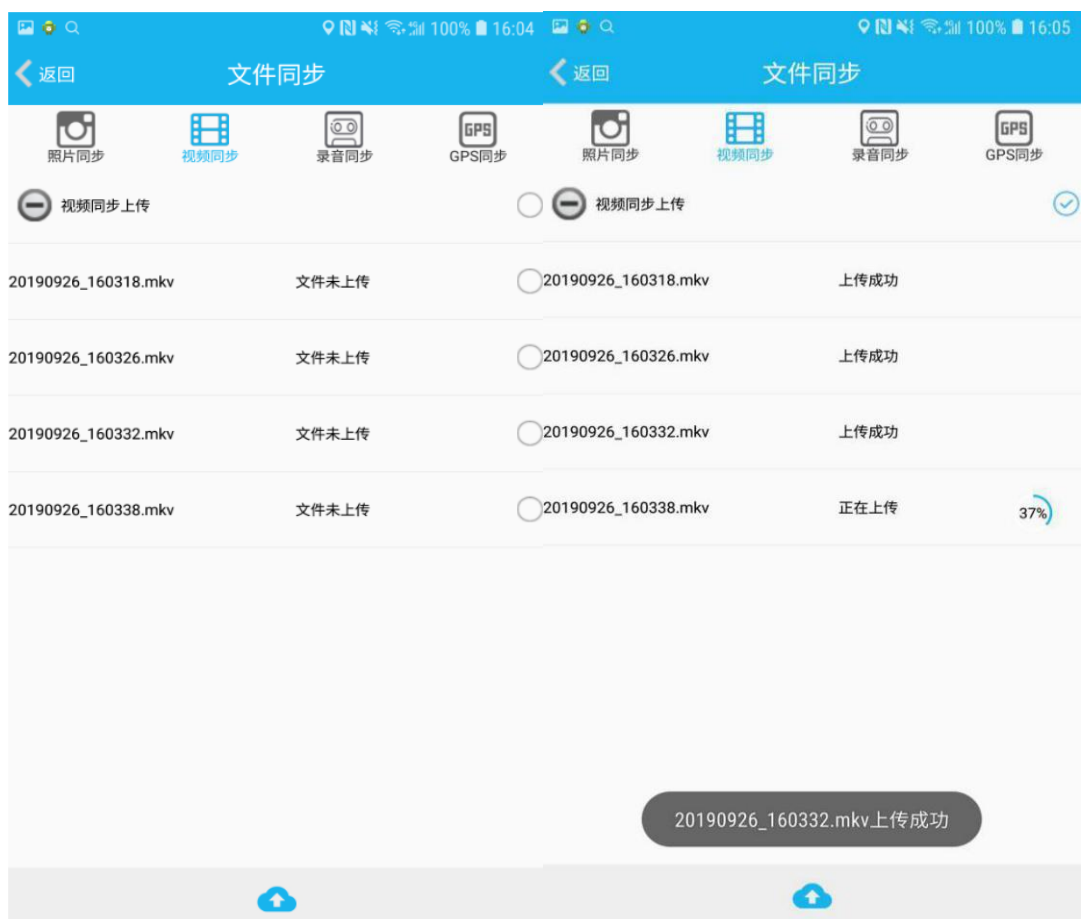 100% 16:04
返回 文件同步
照片同步 视频同步 录音同步 GPS GPS同步
视频同步上传
20190926_160318.mkv 文件未上传
20190926_160326.mkv 文件未上传
20190926_160332.mkv 文件未上传
20190926_160338.mkv 文件未上传
100% 16:05
返回 文件同步
照片同步 视频同步 录音同步 GPS GPS同步
视频同步上传
20190926_160318.mkv 上传成功
20190926_160326.mkv 上传成功
20190926_160332.mkv 上传成功
20190926_160338.mkv 正在上传 37%
20190926_160332.mkv上传成功